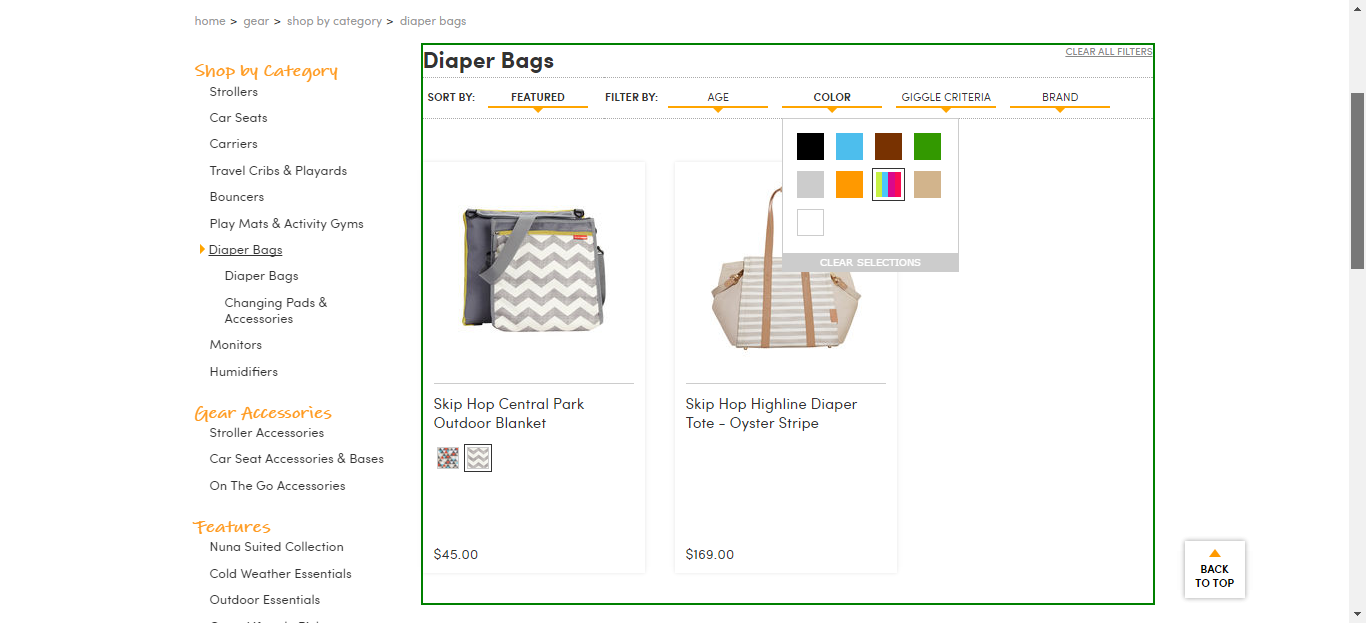 home > gear > shop by category > diaper bags
Shop by Category
Strollers
Car Seats
Carriers
Travel Cribs & Playards
Bouncers
Play Mats & Activity Gyms
Diaper Bags
Diaper Bags
Changing Pads &
Accessories
Monitors
Humidifiers
Gear Accessories
Stroller Accessories
Car Seat Accessories & Bases
On The Go Accessories
Features
Nuna Suited Collection
Cold Weather Essentials
Outdoor Essentials
Diaper Bags
CLEAR ALL FILTERS
SORT BY: FEATURED FILTER BY: AGE COLOR GIGGLE CRITERIA BRAND
CLEAR SELECTIONS
Skip Hop Central Park
Outdoor Blanket
$45.00
Skip Hop Highline Diaper
Tote - Oyster Stripe
$169.00
BACK
TO TOP